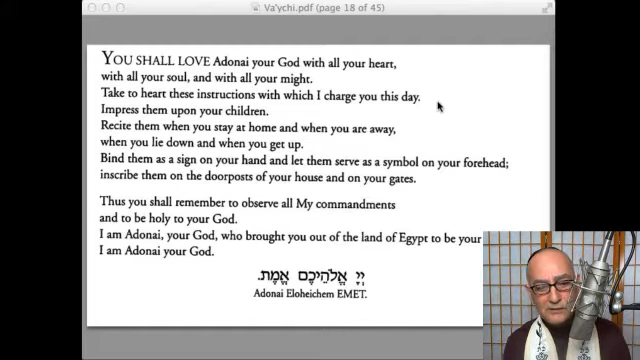 Va'ychi.pdf (page 18 of 45)
YOU SHALL LOVE Adonai your God with all your heart,
with all your soul, and with all your might.
Take to heart these instructions with which I charge you this day.
Impress them upon your children.
Recite them when you stay at home and when you are away,
when you lie down and when you get up.
Bind them as a sign on your hand and let them serve as a symbol on your forehead;
inscribe them on the doorposts of your house and on your gates.
Thus you shall remember to observe all My commandments
and to be holy to your God.
I am Adonai, your God, who brought you out of the land of Egypt to be your
I am Adonai your God.
יְיָ אֱלֹהֵיכֶם אֱמֶת.
Adonai Eloheichem EMET.